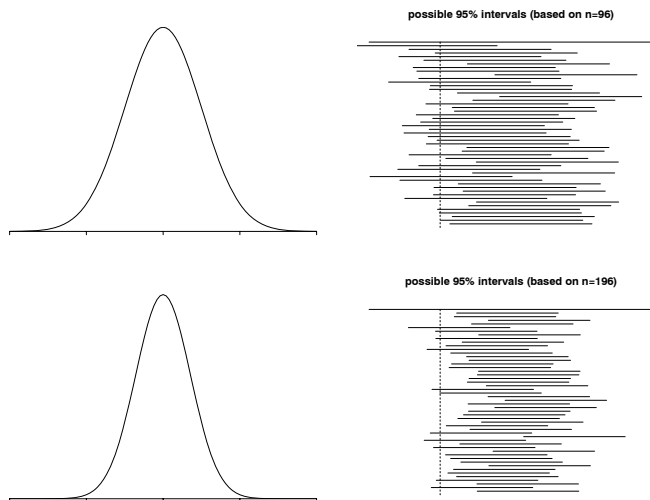 possible 95% intervals (based on n=96)
possible 95% intervals (based on n=196)